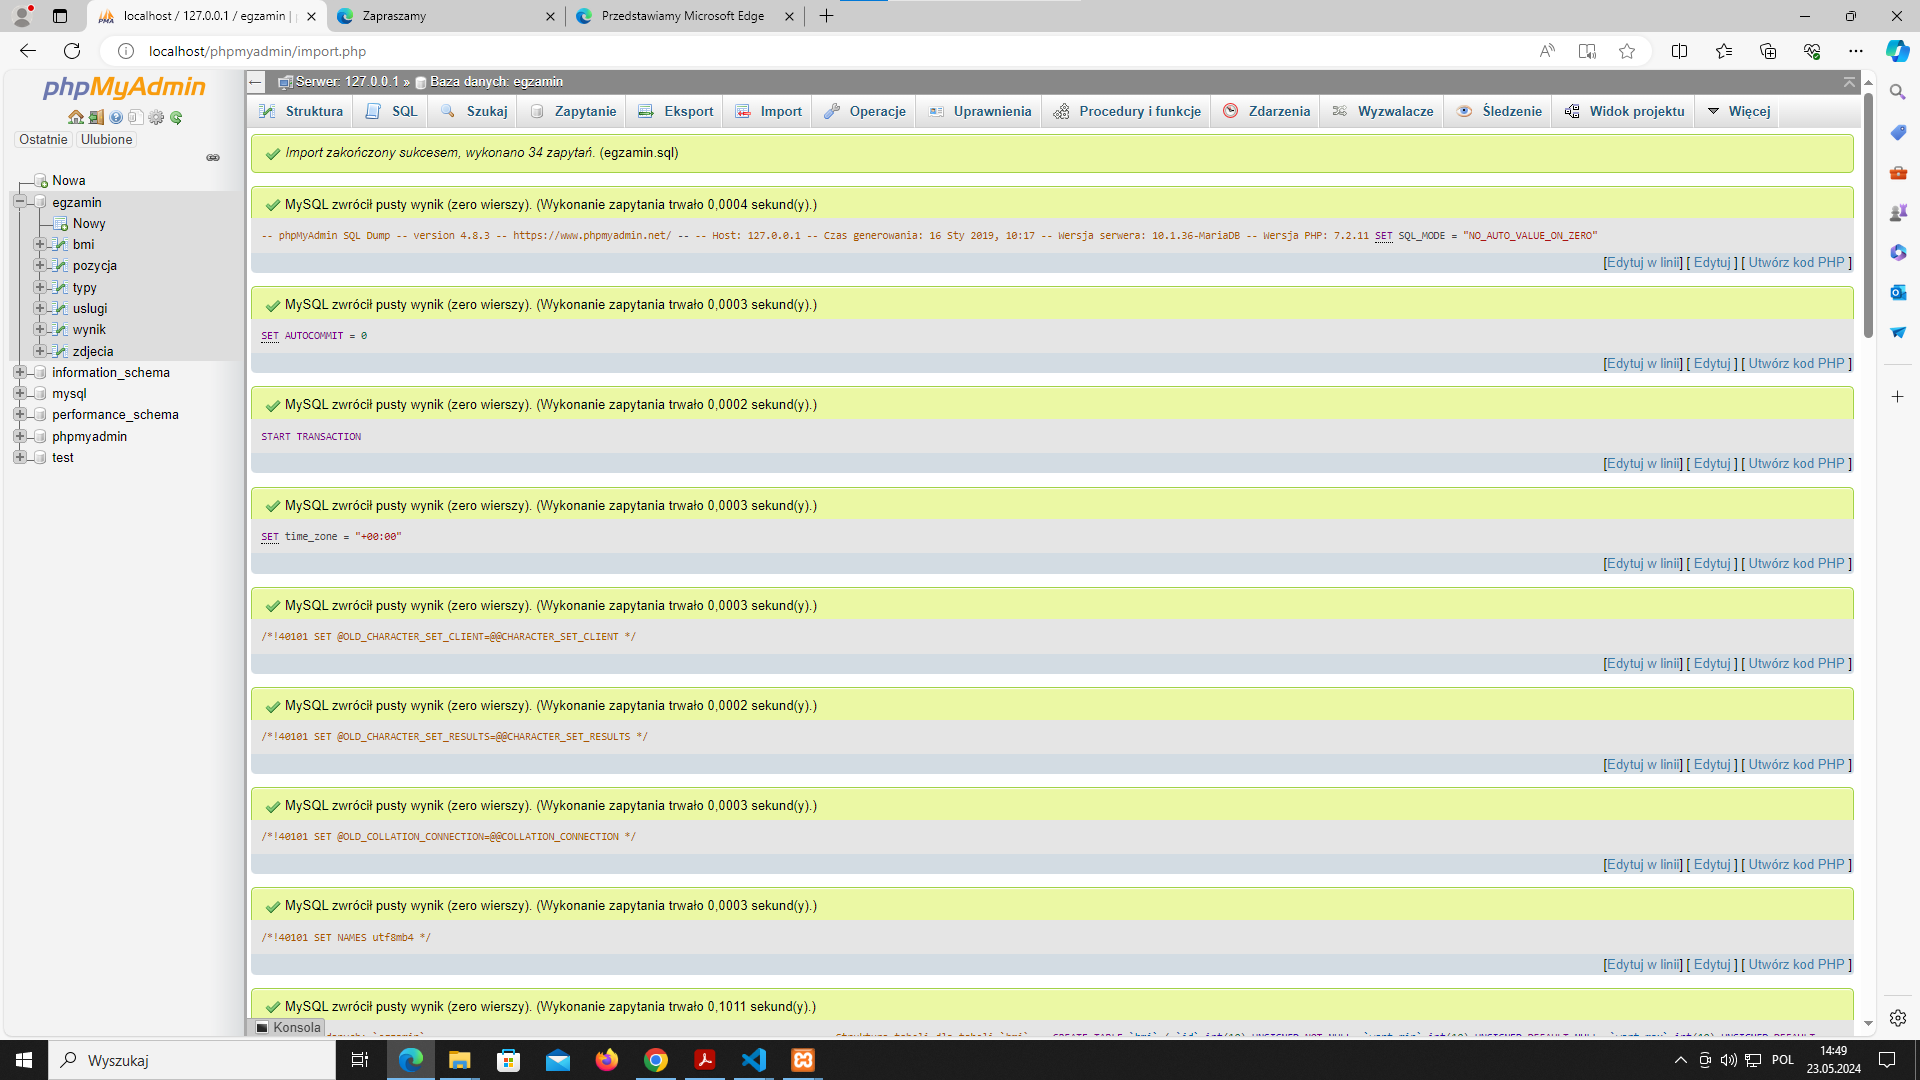 localhost / 127.0.0.1 / egzamin |
Zapraszamy
Przedstawiamy Microsoft Edge
localhost/phpmyadmin/import.php
phpMyAdmin
Ostatnie Ulubione
Nowa
egzamin
Nowy
bmi
pozycja
typy
uslugi
wynik
zdjecia
information_schema
mysql
performance_schema
phpmyadmin
test
Serwer: 127.0.0.1 » Baza danych: egzamin
Struktura SQL Szukaj Zapytanie Eksport Import Operacje Uprawnienia Procedury i funkcje Zdarzenia Wyzwalacze Śledzenie Widok projektu Więcej
Import zakończony sukcesem, wykonano 34 zapytań. (egzamin.sql)
MySQL zwrócił pusty wynik (zero wierszy). (Wykonanie zapytania trwało 0,0004 sekund(y).)
-- phpMyAdmin SQL Dump -- version 4.8.3 -- https://www.phpmyadmin.net/ -- -- Host: 127.0.0.1 -- Czas generowania: 16 Sty 2019, 10:17 -- Wersja serwera: 10.1.36-MariaDB -- Wersja PHP: 7.2.11 SET SQL_MODE = "NO_AUTO_VALUE_ON_ZERO"
[Edytuj w linii] [ Edytuj ] [ Utwórz kod PHP ]
MySQL zwrócił pusty wynik (zero wierszy). (Wykonanie zapytania trwało 0,0003 sekund(y).)
SET AUTOCOMMIT = 0
[Edytuj w linii] [ Edytuj ] [ Utwórz kod PHP ]
MySQL zwrócił pusty wynik (zero wierszy). (Wykonanie zapytania trwało 0,0002 sekund(y).)
START TRANSACTION
[Edytuj w linii] [ Edytuj ] [ Utwórz kod PHP ]
MySQL zwrócił pusty wynik (zero wierszy). (Wykonanie zapytania trwało 0,0003 sekund(y).)
SET time_zone = "+00:00"
[Edytuj w linii] [ Edytuj ] [ Utwórz kod PHP ]
MySQL zwrócił pusty wynik (zero wierszy). (Wykonanie zapytania trwało 0,0003 sekund(y).)
/*!40101 SET @OLD_CHARACTER_SET_CLIENT=@@CHARACTER_SET_CLIENT */
[Edytuj w linii] [ Edytuj ] [ Utwórz kod PHP ]
MySQL zwrócił pusty wynik (zero wierszy). (Wykonanie zapytania trwało 0,0002 sekund(y).)
/*!40101 SET @OLD_CHARACTER_SET_RESULTS=@@CHARACTER_SET_RESULTS */
[Edytuj w linii] [ Edytuj ] [ Utwórz kod PHP ]
MySQL zwrócił pusty wynik (zero wierszy). (Wykonanie zapytania trwało 0,0003 sekund(y).)
/*!40101 SET @OLD_COLLATION_CONNECTION=@@COLLATION_CONNECTION */
[Edytuj w linii] [ Edytuj ] [ Utwórz kod PHP ]
MySQL zwrócił pusty wynik (zero wierszy). (Wykonanie zapytania trwało 0,0003 sekund(y).)
/*!40101 SET NAMES utf8mb4 */
[Edytuj w linii] [ Edytuj ] [ Utwórz kod PHP ]
MySQL zwrócił pusty wynik (zero wierszy). (Wykonanie zapytania trwało 0,1011 sekund(y).)
Konsola
Wyszukaj
POL
14:49
23.05.2024